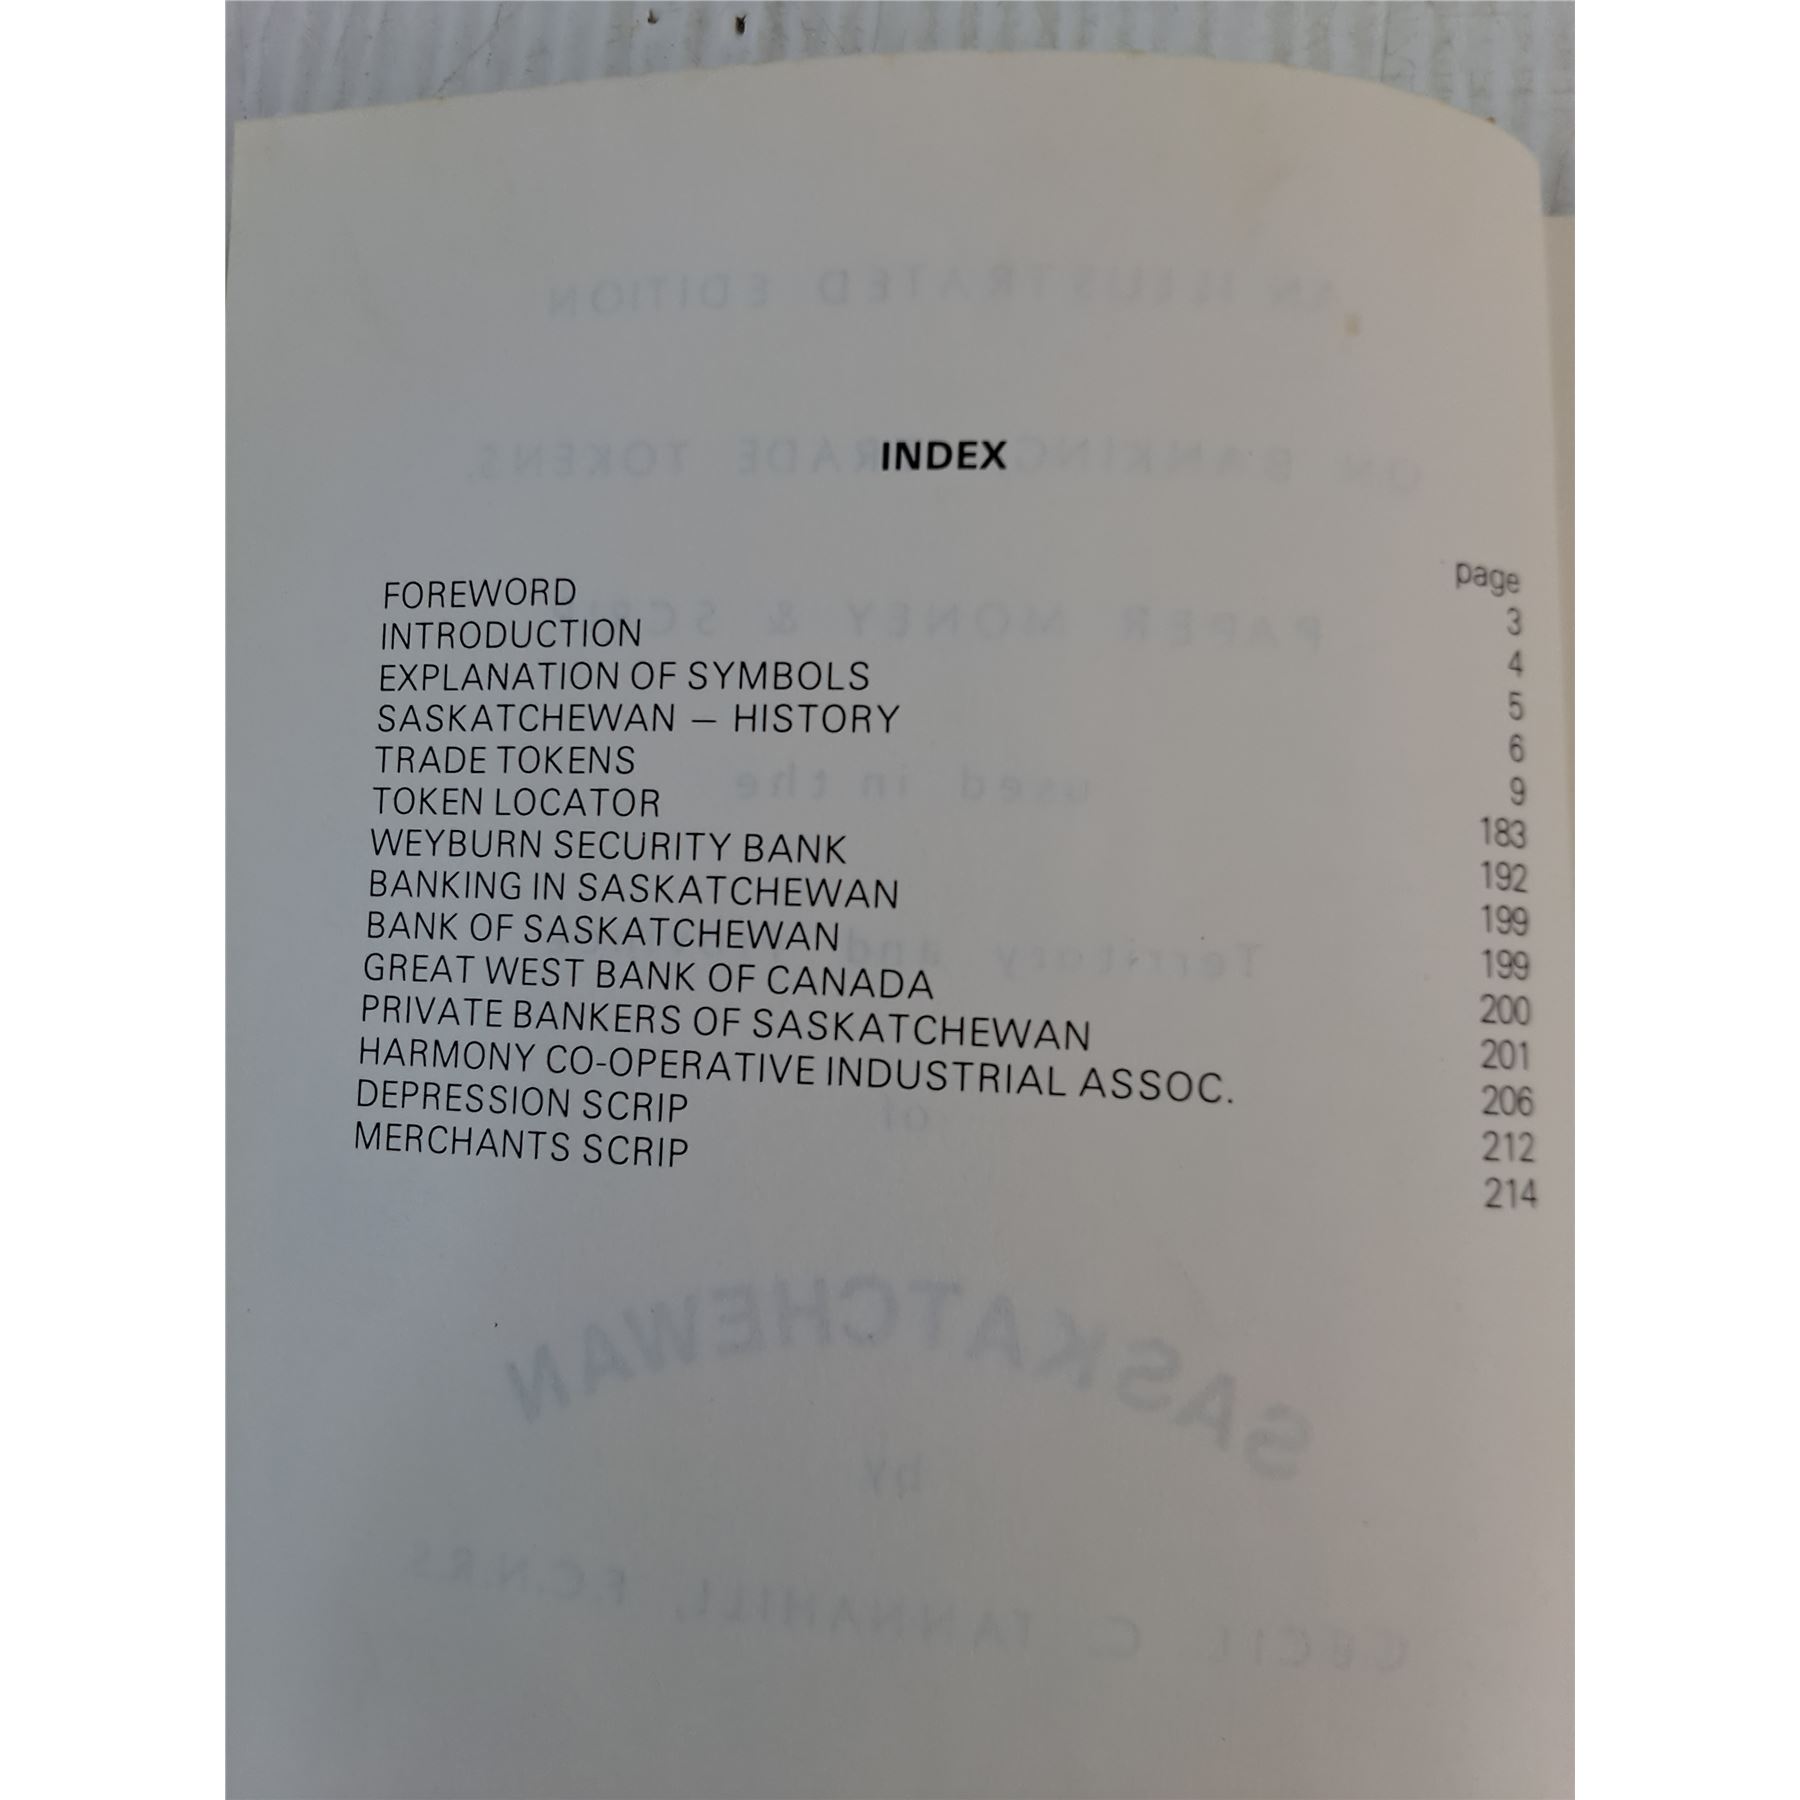 INDEX
page
FOREWORD 3
INTRODUCTION 4
EXPLANATION OF SYMBOLS 5
SASKATCHEWAN – HISTORY 6
TRADE TOKENS 9
TOKEN LOCATOR 183
WEYBURN SECURITY BANK 192
BANKING IN SASKATCHEWAN 199
BANK OF SASKATCHEWAN 199
GREAT WEST BANK OF CANADA 200
PRIVATE BANKERS OF SASKATCHEWAN 201
HARMONY CO-OPERATIVE INDUSTRIAL ASSOC. 206
DEPRESSION SCRIP 212
MERCHANTS SCRIP 214